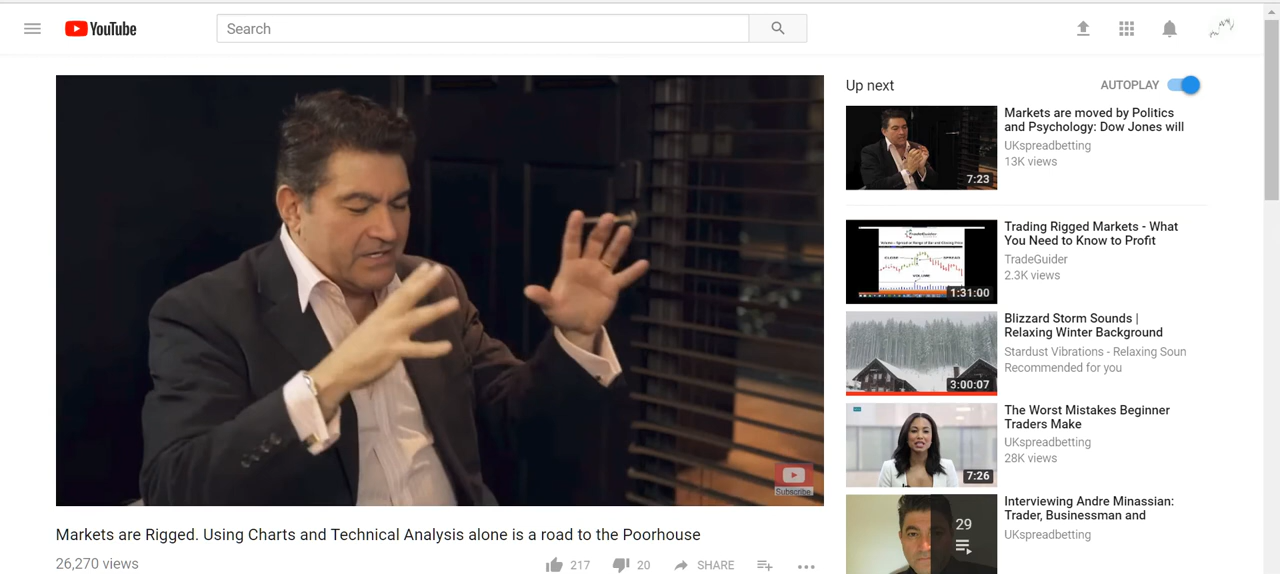 YouTube
Search
Up next
AUTOPLAY
Markets are moved by Politics
and Psychology: Dow Jones will
UKspreadbetting
13K views
7:23
Trading Rigged Markets - What
You Need to Know to Profit
TradeGuider
2.3K views
TradeGuider
CLOSE
SPREAD
VOLUME
1:31:00
Blizzard Storm Sounds |
Relaxing Winter Background
Stardust Vibrations - Relaxing Soun
Recommended for you
3:00:07
The Worst Mistakes Beginner
Traders Make
UKspreadbetting
28K views
7:26
Interviewing Andre Minassian:
Trader, Businessman and
UKspreadbetting
29
Subscribe
Markets are Rigged. Using Charts and Technical Analysis alone is a road to the Poorhouse
26,270 views
217
20
SHARE